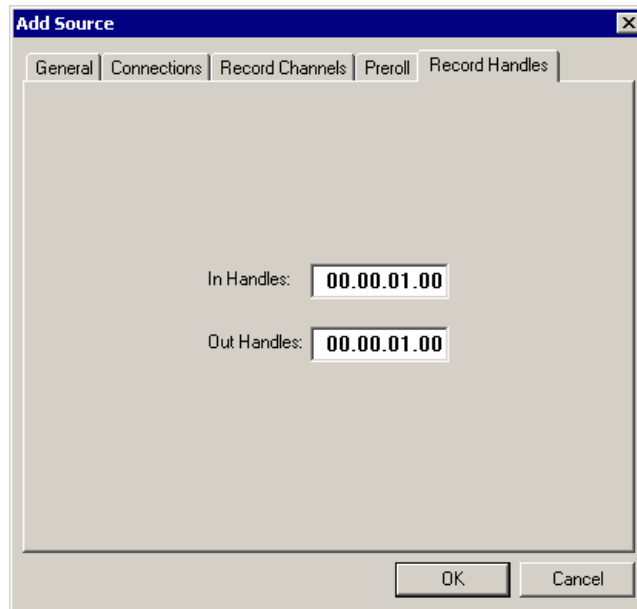 Add Source
General Connections Record Channels Preroll Record Handles
In Handles: 00.00.01.00
Out Handles: 00.00.01.00
OK Cancel